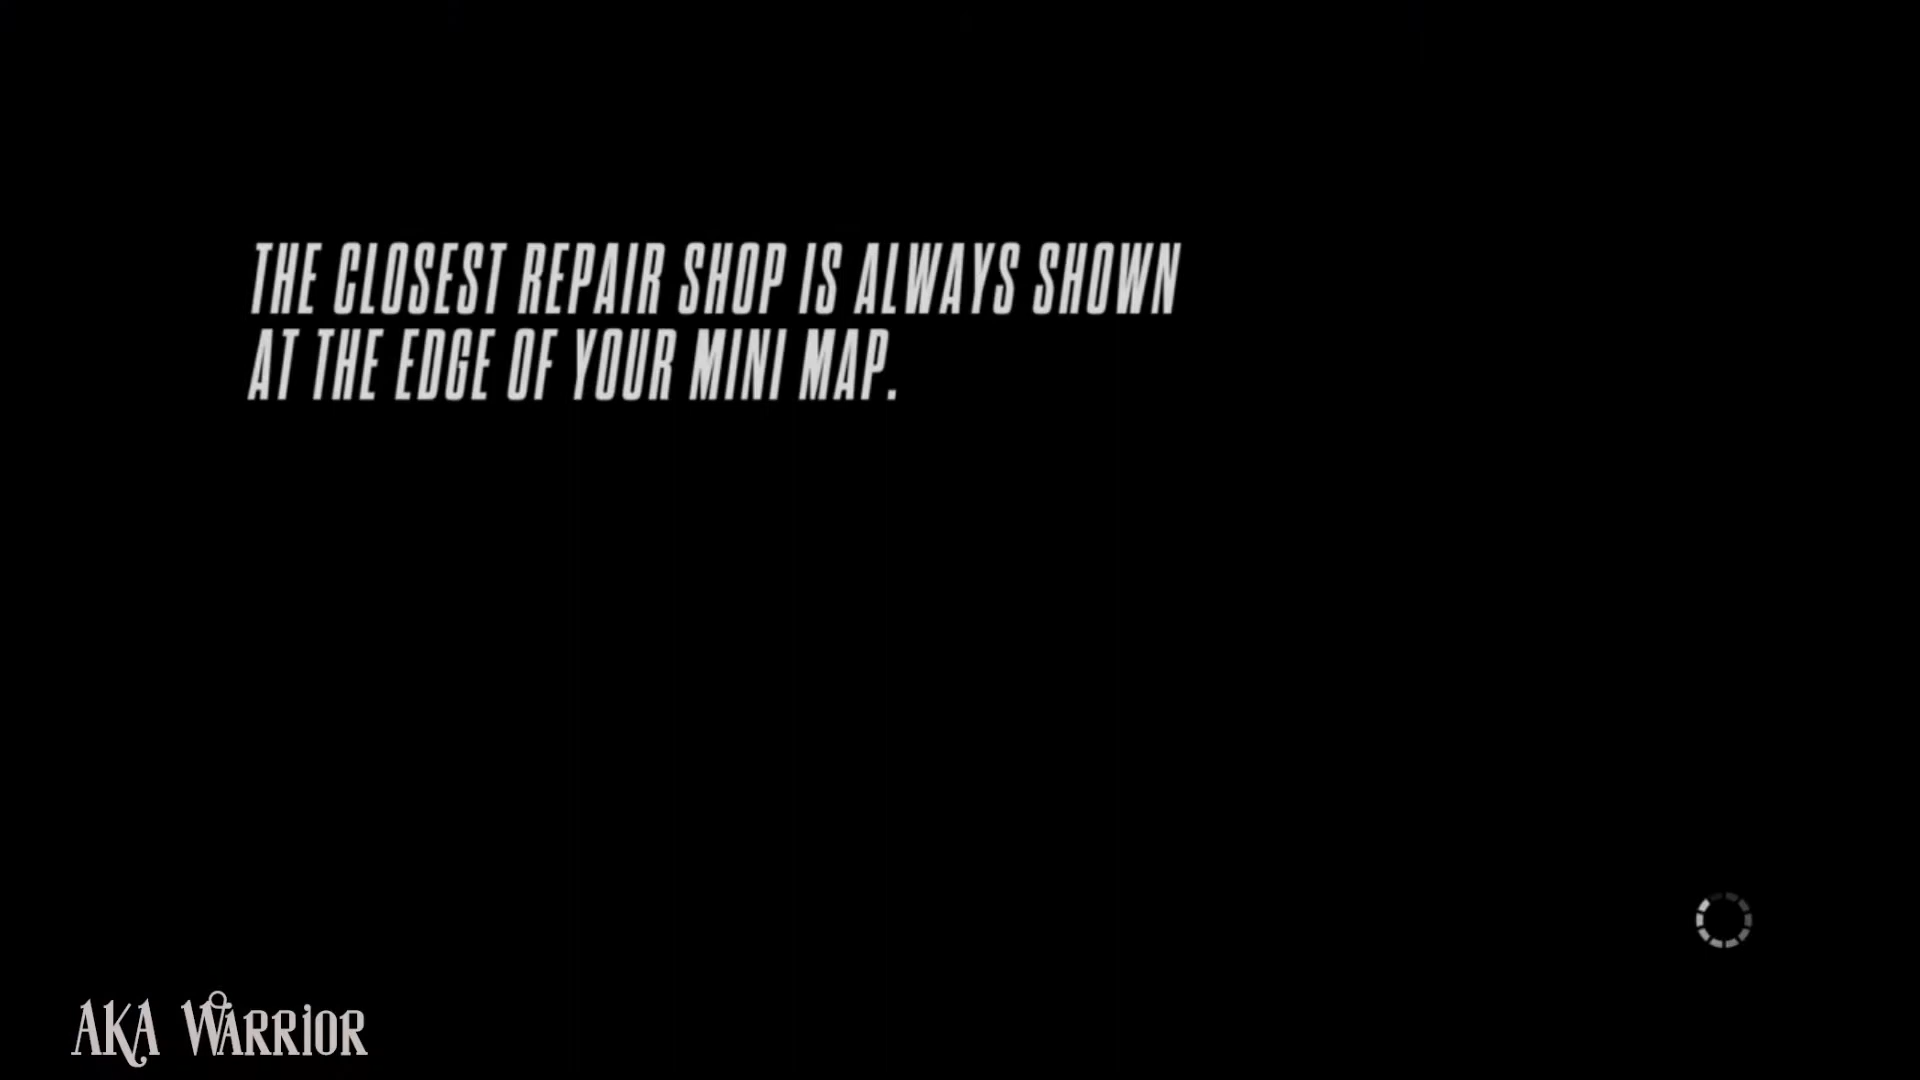 THE CLOSEST REPAIR SHOP IS ALWAYS SHOWN
AT THE EDGE OF YOUR MINI MAP.
AKA WARRIOR